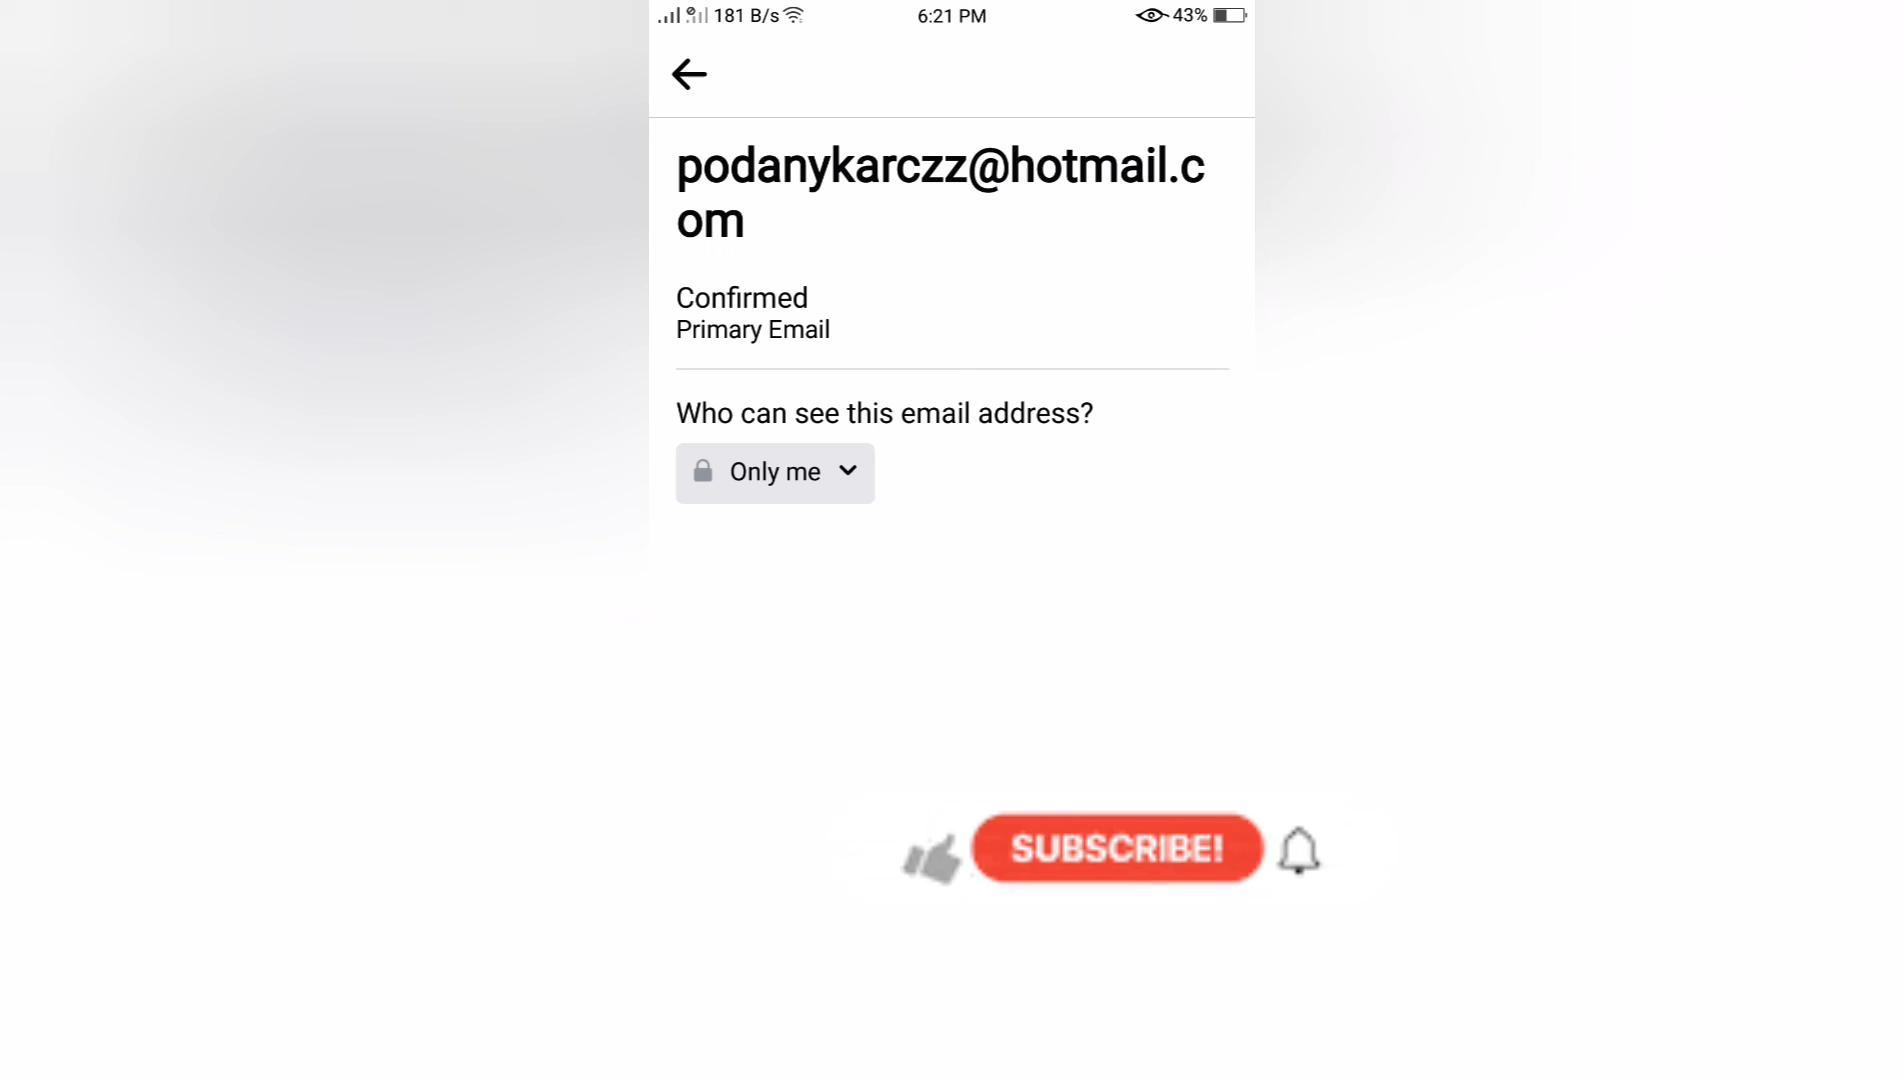 181 B/s 6:21 PM 43%
podanykarczz@hotmail.c
om
Confirmed
Primary Email
Who can see this email address?
Only me
SUBSCRIBE!